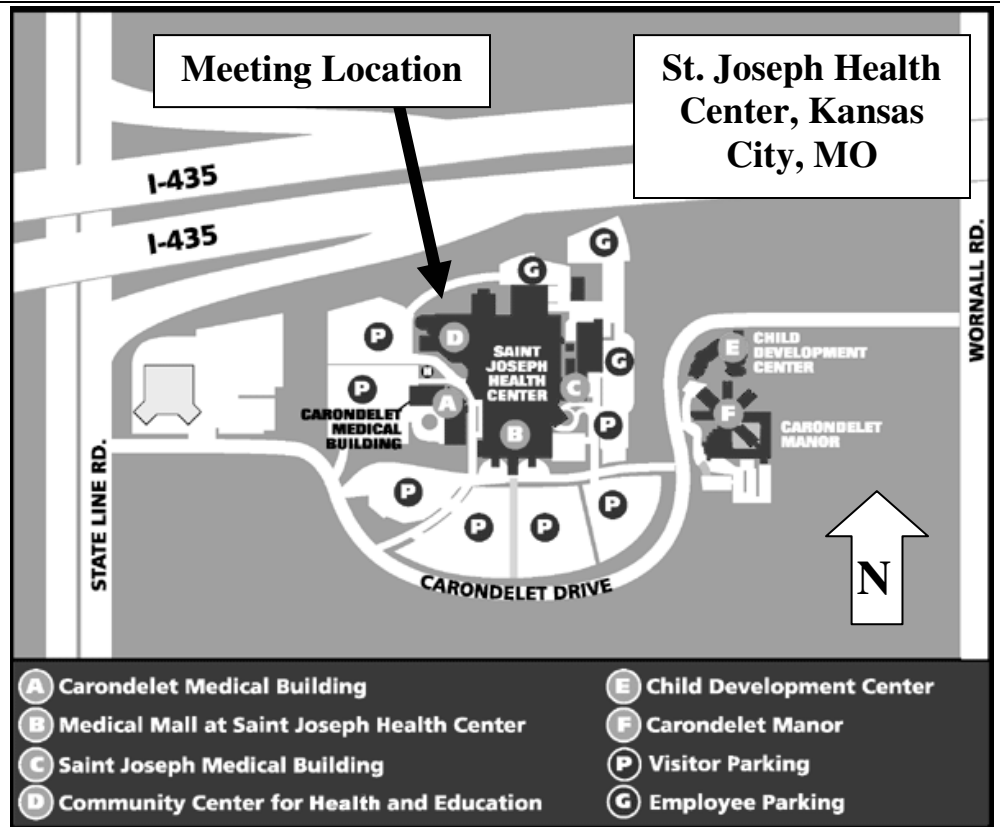 Meeting Location
St. Joseph Health
Center, Kansas
City, MO
I-435
I-435
WORNALL RD.
G
G
P
D
SAINT
JOSEPH
HEALTH
CENTER
G
E
CHILD
DEVELOPMENT
CENTER
P
C
A
CARONDELET
MEDICAL
BUILDING
B
P
F
CARONDELET
MANOR
STATE LINE RD.
P
P
P
P
CARONDELET DRIVE
N
A Carondelet Medical Building
B Medical Mall at Saint Joseph Health Center
C Saint Joseph Medical Building
D Community Center for Health and Education
E Child Development Center
F Carondelet Manor
P Visitor Parking
G Employee Parking